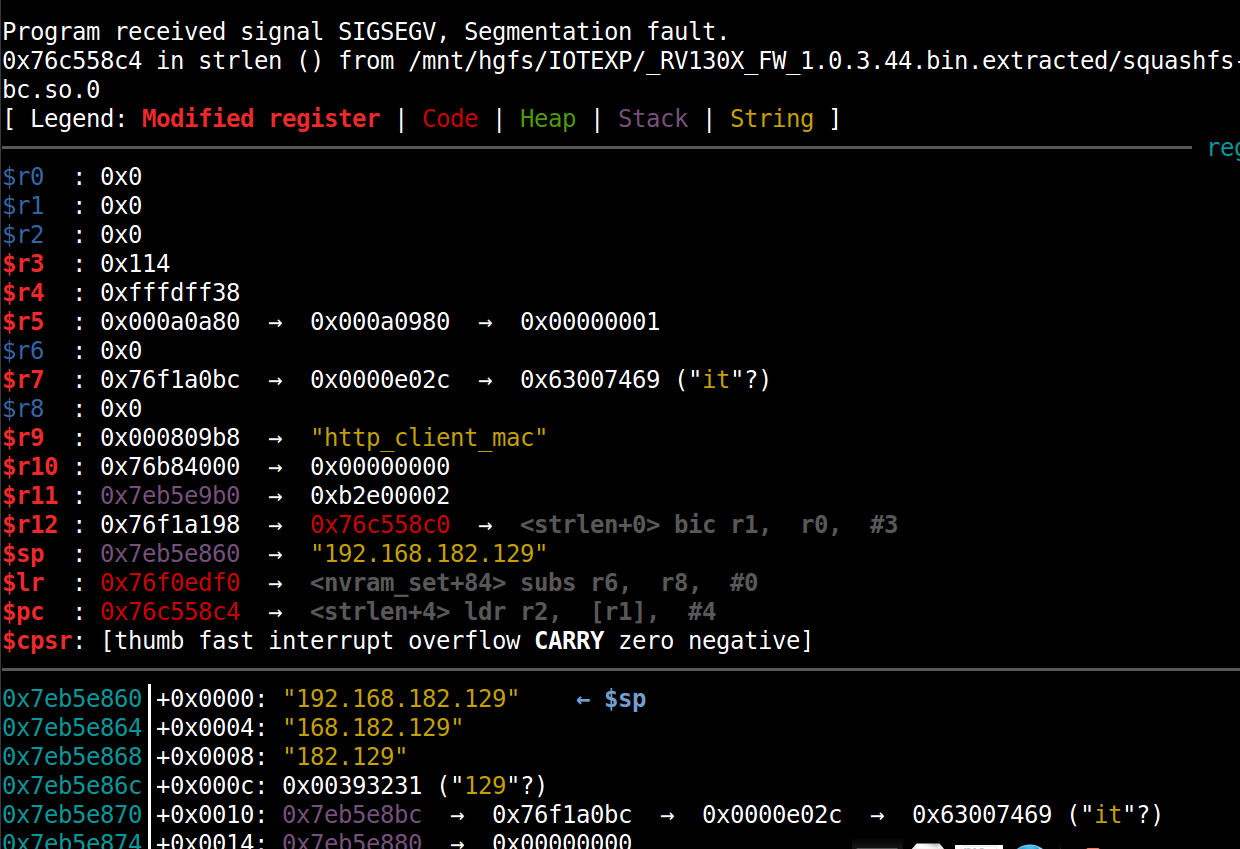 Program received signal SIGSEGV, Segmentation fault.
0x76c558c4 in strlen () from /mnt/hgfs/IOTEXP/_RV130X_FW_1.0.3.44.bin.extracted/squashfs-
bc.so.0
[ Legend: Modified register | Code | Heap | Stack | String ]
reg
$r0  : 0x0
$r1  : 0x0
$r2  : 0x0
$r3  : 0x114
$r4  : 0xfffdff38
$r5  : 0x000a0a80  →  0x000a0980  →  0x00000001
$r6  : 0x0
$r7  : 0x76f1a0bc  →  0x0000e02c  →  0x63007469 ("it"?)
$r8  : 0x0
$r9  : 0x000809b8  →  "http_client_mac"
$r10 : 0x76b84000  →  0x00000000
$r11 : 0x7eb5e9b0  →  0xb2e00002
$r12 : 0x76f1a198  →  0x76c558c0  →  <strlen+0> bic r1,  r0,  #3
$sp  : 0x7eb5e860  →  "192.168.182.129"
$lr  : 0x76f0edf0  →  <nvram_set+84> subs r6,  r8,  #0
$pc  : 0x76c558c4  →  <strlen+4> ldr r2,  [r1],  #4
$cpsr: [thumb fast interrupt overflow CARRY zero negative]
0x7eb5e860│+0x0000: "192.168.182.129"    ← $sp
0x7eb5e864│+0x0004: "168.182.129"
0x7eb5e868│+0x0008: "182.129"
0x7eb5e86c│+0x000c: 0x00393231 ("129"?)
0x7eb5e870│+0x0010: 0x7eb5e8bc  →  0x76f1a0bc  →  0x0000e02c  →  0x63007469 ("it"?)
0x7eb5e874│+0x0014: 0x7eb5e880  →  0x00000000